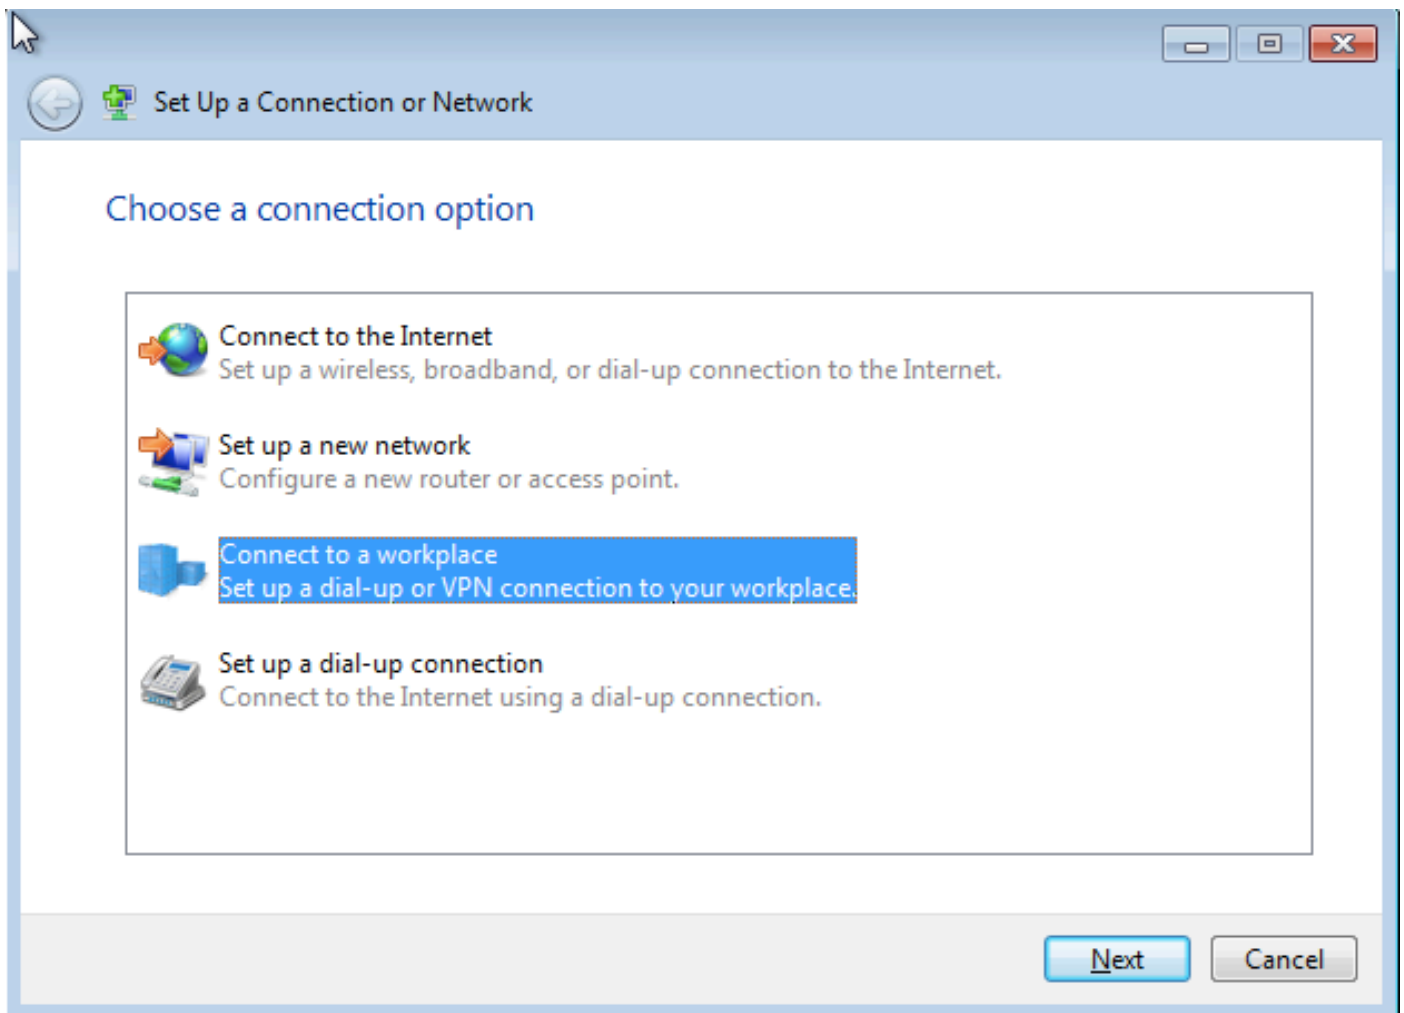 Set Up a Connection or Network
Choose a connection option
Connect to the Internet
Set up a wireless, broadband, or dial-up connection to the Internet.
Set up a new network
Configure a new router or access point.
Connect to a workplace
Set up a dial-up or VPN connection to your workplace.
Set up a dial-up connection
Connect to the Internet using a dial-up connection.
Next
Cancel